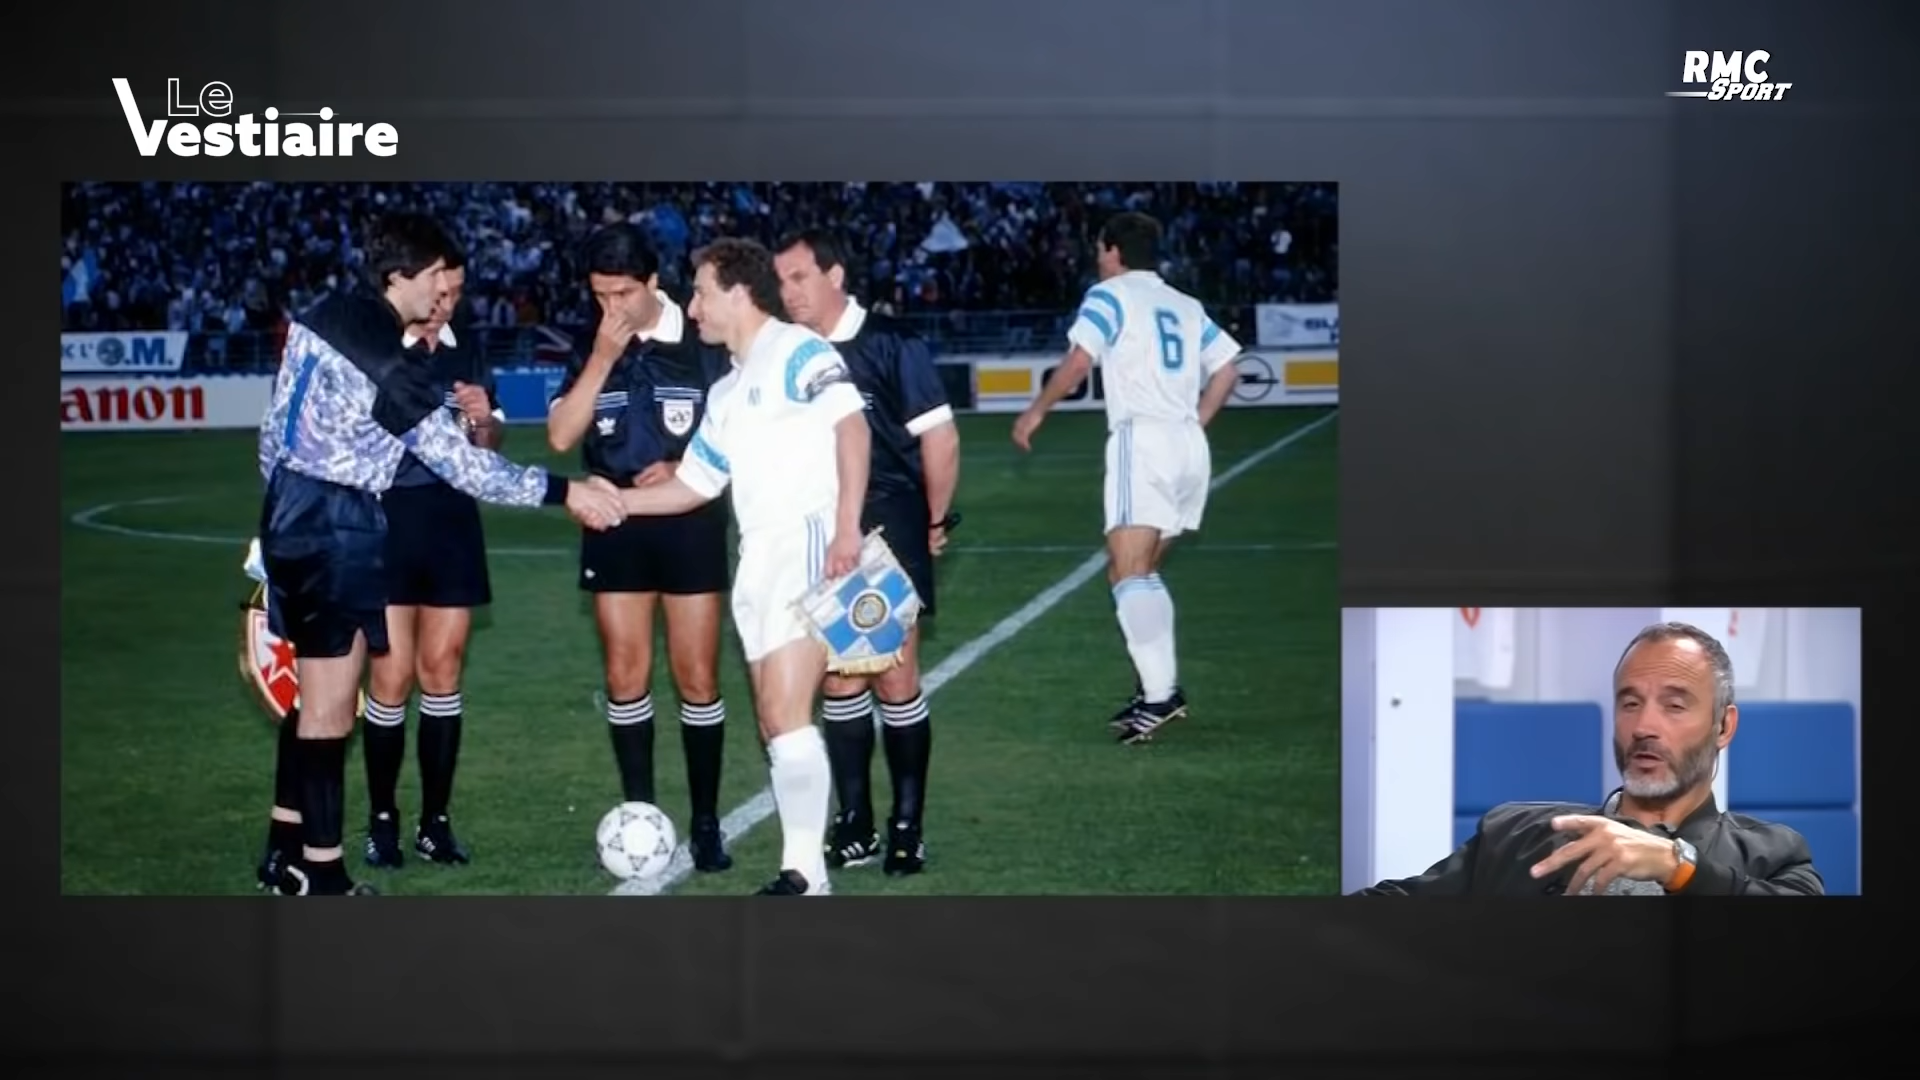 Le
Vestiaire
RMC
SPORT
K L'O.M.
anon
6